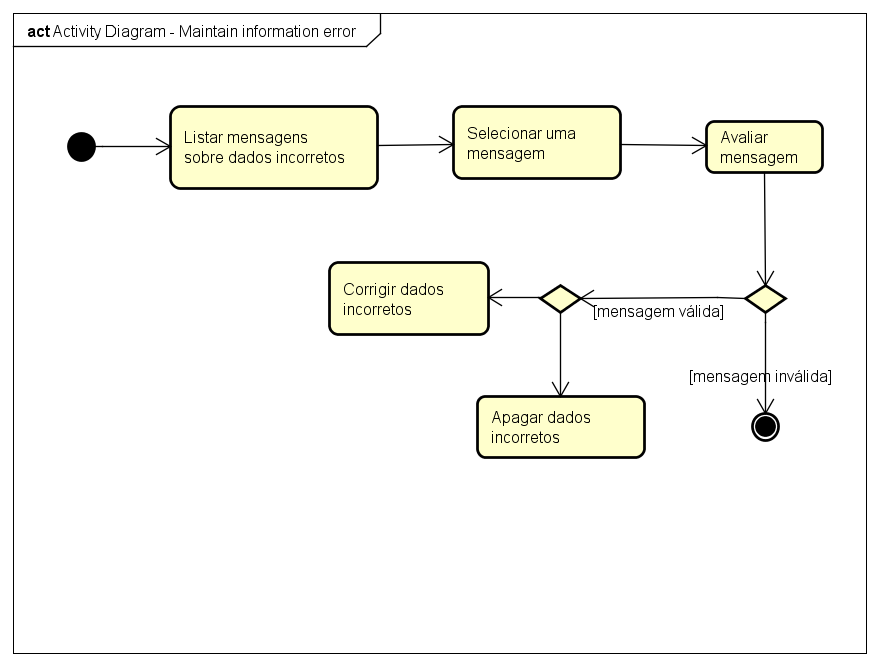 act Activity Diagram - Maintain information error
Listar mensagens
sobre dados incorretos
Selecionar uma
mensagem
Avaliar
mensagem
Corrigir dados
incorretos
[mensagem válida]
[mensagem inválida]
Apagar dados
incorretos